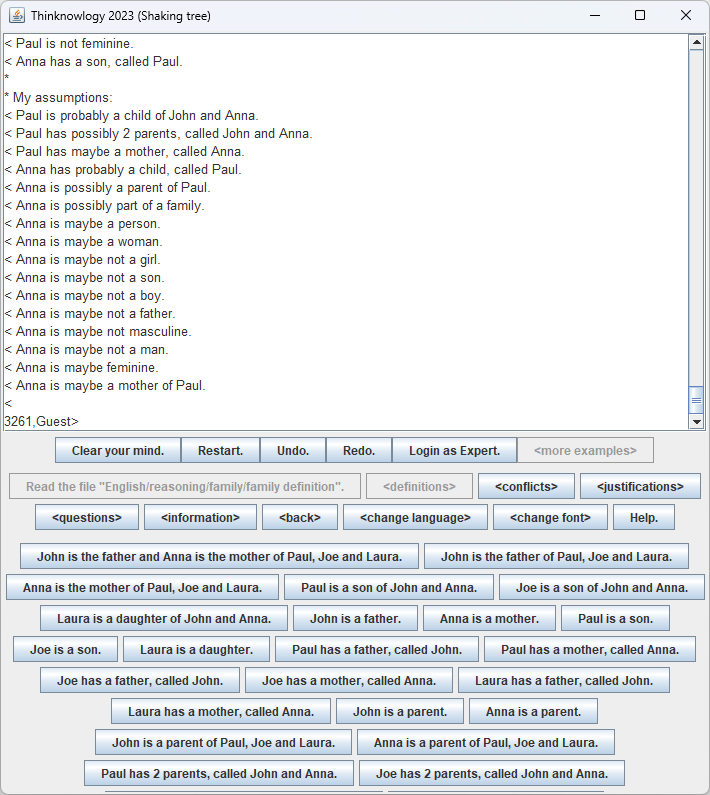 Thinknowlogy 2023 (Shaking tree)
< Paul is not feminine.
< Anna has a son, called Paul.
*
* My assumptions:
< Paul is probably a child of John and Anna.
< Paul has possibly 2 parents, called John and Anna.
< Paul has maybe a mother, called Anna.
< Anna has probably a child, called Paul.
< Anna is possibly a parent of Paul.
< Anna is possibly part of a family.
< Anna is maybe a person.
< Anna is maybe a woman.
< Anna is maybe not a girl.
< Anna is maybe not a son.
< Anna is maybe not a boy.
< Anna is maybe not a father.
< Anna is maybe not masculine.
< Anna is maybe not a man.
< Anna is maybe feminine.
< Anna is maybe a mother of Paul.
<
3261,Guest>
Clear your mind. Restart. Undo. Redo. Login as Expert. <more examples>
Read the file "English/reasoning/family/family definition". <definitions> <conflicts> <justifications>
<questions> <information> <back> <change language> <change font> Help.
John is the father and Anna is the mother of Paul, Joe and Laura. John is the father of Paul, Joe and Laura.
Anna is the mother of Paul, Joe and Laura. Paul is a son of John and Anna. Joe is a son of John and Anna.
Laura is a daughter of John and Anna. John is a father. Anna is a mother. Paul is a son.
Joe is a son. Laura is a daughter. Paul has a father, called John. Paul has a mother, called Anna.
Joe has a father, called John. Joe has a mother, called Anna. Laura has a father, called John.
Laura has a mother, called Anna. John is a parent. Anna is a parent.
John is a parent of Paul, Joe and Laura. Anna is a parent of Paul, Joe and Laura.
Paul has 2 parents, called John and Anna. Joe has 2 parents, called John and Anna.